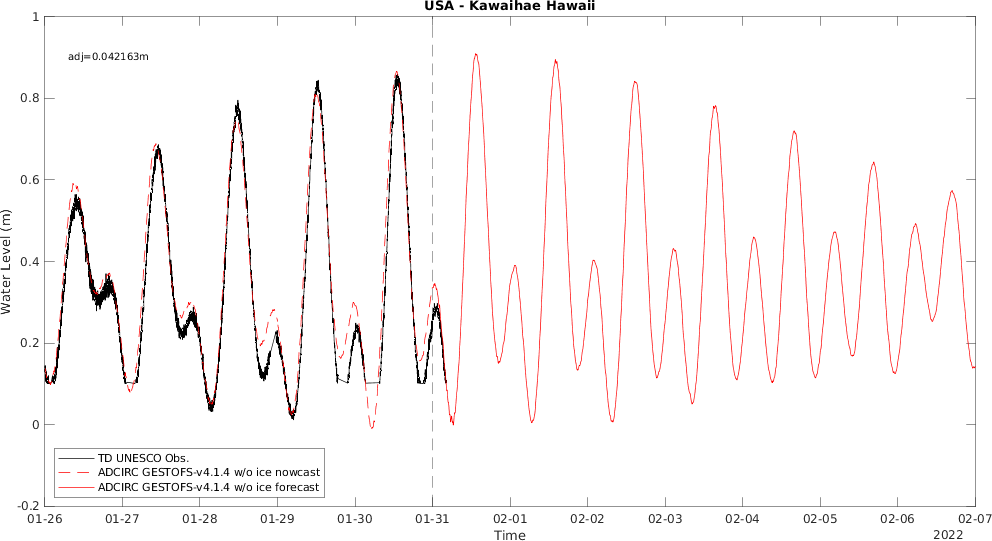 USA - Kawaihae Hawaii
adj=0.042163m
Water Level (m)
1
0.8
0.6
0.4
0.2
0
-0.2
TD UNESCO Obs.
ADCIRC GESTOFS-v4.1.4 w/o ice nowcast
ADCIRC GESTOFS-v4.1.4 w/o ice forecast
01-26 01-27 01-28 01-29 01-30 01-31 02-01 02-02 02-03 02-04 02-05 02-06 02-07
Time
2022